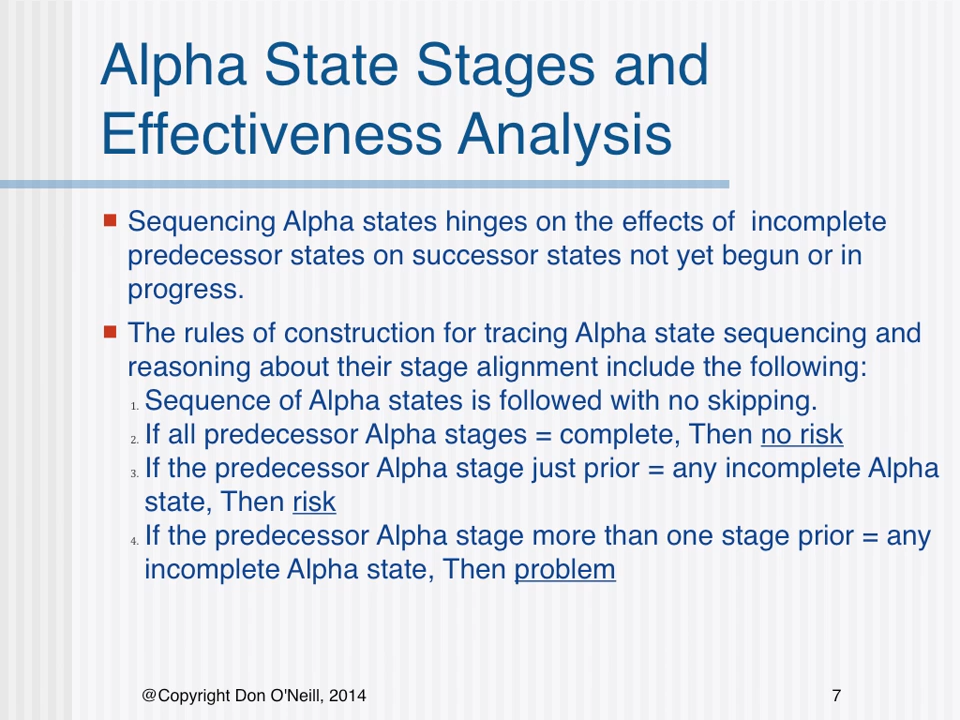 Alpha State Stages and
Effectiveness Analysis
Sequencing Alpha states hinges on the effects of  incomplete
predecessor states on successor states not yet begun or in
progress.
The rules of construction for tracing Alpha state sequencing and
reasoning about their stage alignment include the following:
1. Sequence of Alpha states is followed with no skipping.
2. If all predecessor Alpha stages = complete, Then no risk
3. If the predecessor Alpha stage just prior = any incomplete Alpha
state, Then risk
4. If the predecessor Alpha stage more than one stage prior = any
incomplete Alpha state, Then problem
@Copyright Don O'Neill, 2014
7